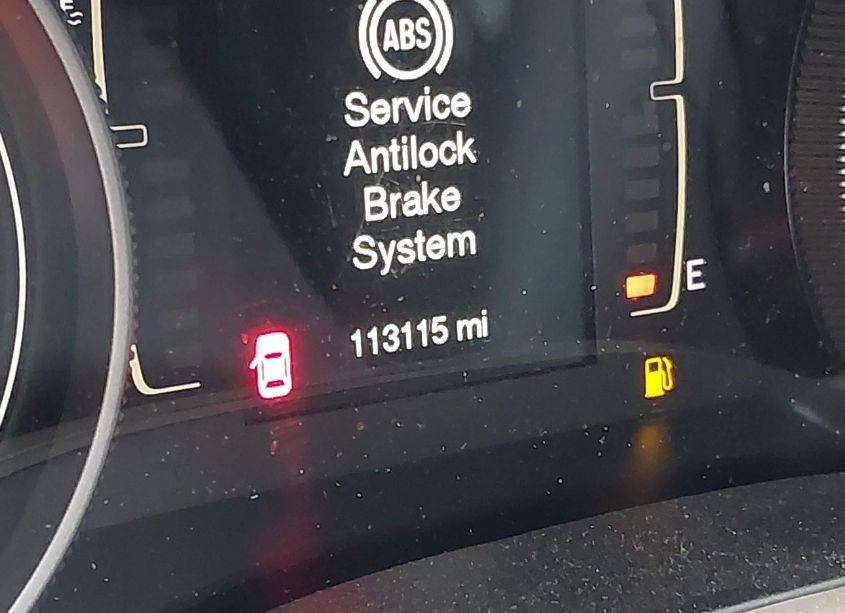 ABS
Service
Antilock
Brake
System
E
113115 mi